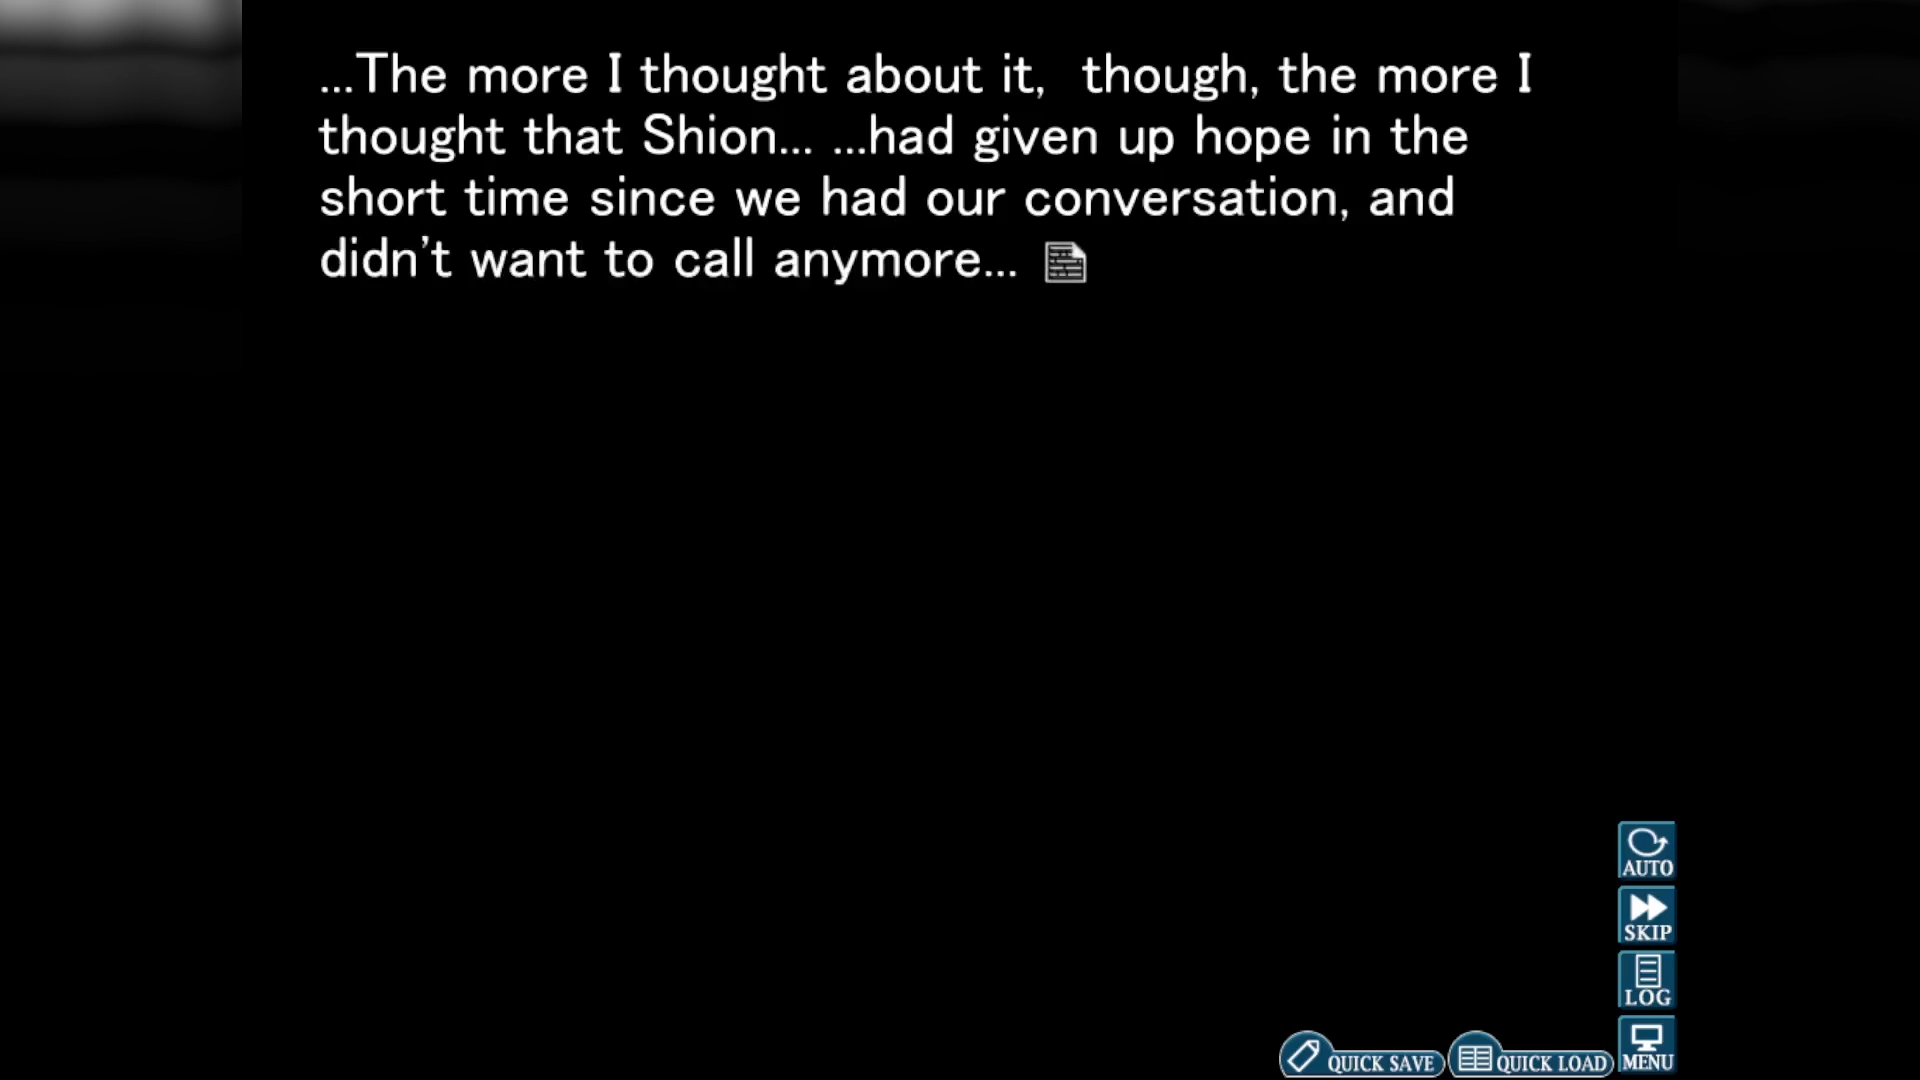 ...The more I thought about it,  though, the more I
thought that Shion... ...had given up hope in the
short time since we had our conversation, and
didn't want to call anymore...
AUTO
SKIP
LOG
MENU
QUICK SAVE
QUICK LOAD